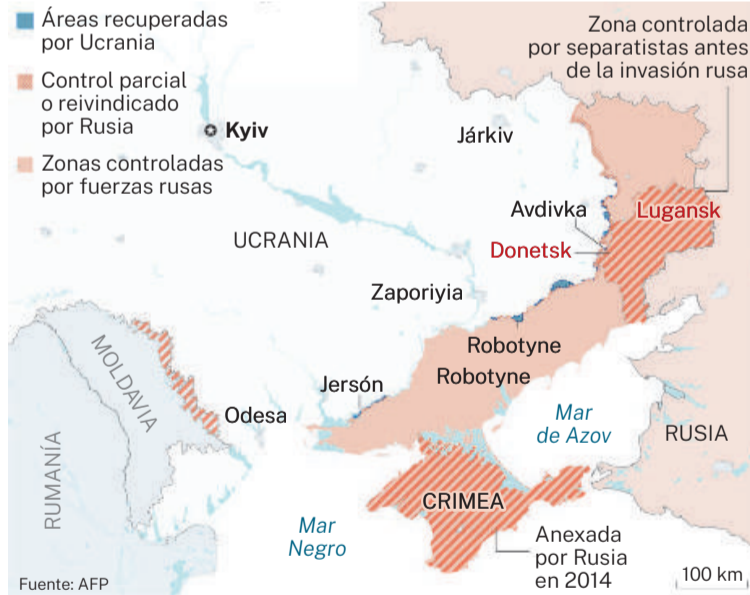 Áreas recuperadas
por Ucrania
Control parcial
o reivindicado
por Rusia
Zonas controladas
por fuerzas rusas
Zona controlada
por separatistas antes
de la invasión rusa
Kyiv
Járkiv
Avdivka
Lugansk
Donetsk
UCRANIA
Zaporiyia
Robotyne
Robotyne
MOLDAVIA
Jersón
Odesa
Mar
de Azov
RUSIA
RUMANÍA
CRIMEA
Mar
Negro
Anexada
por Rusia
en 2014
Fuente: AFP
100 km